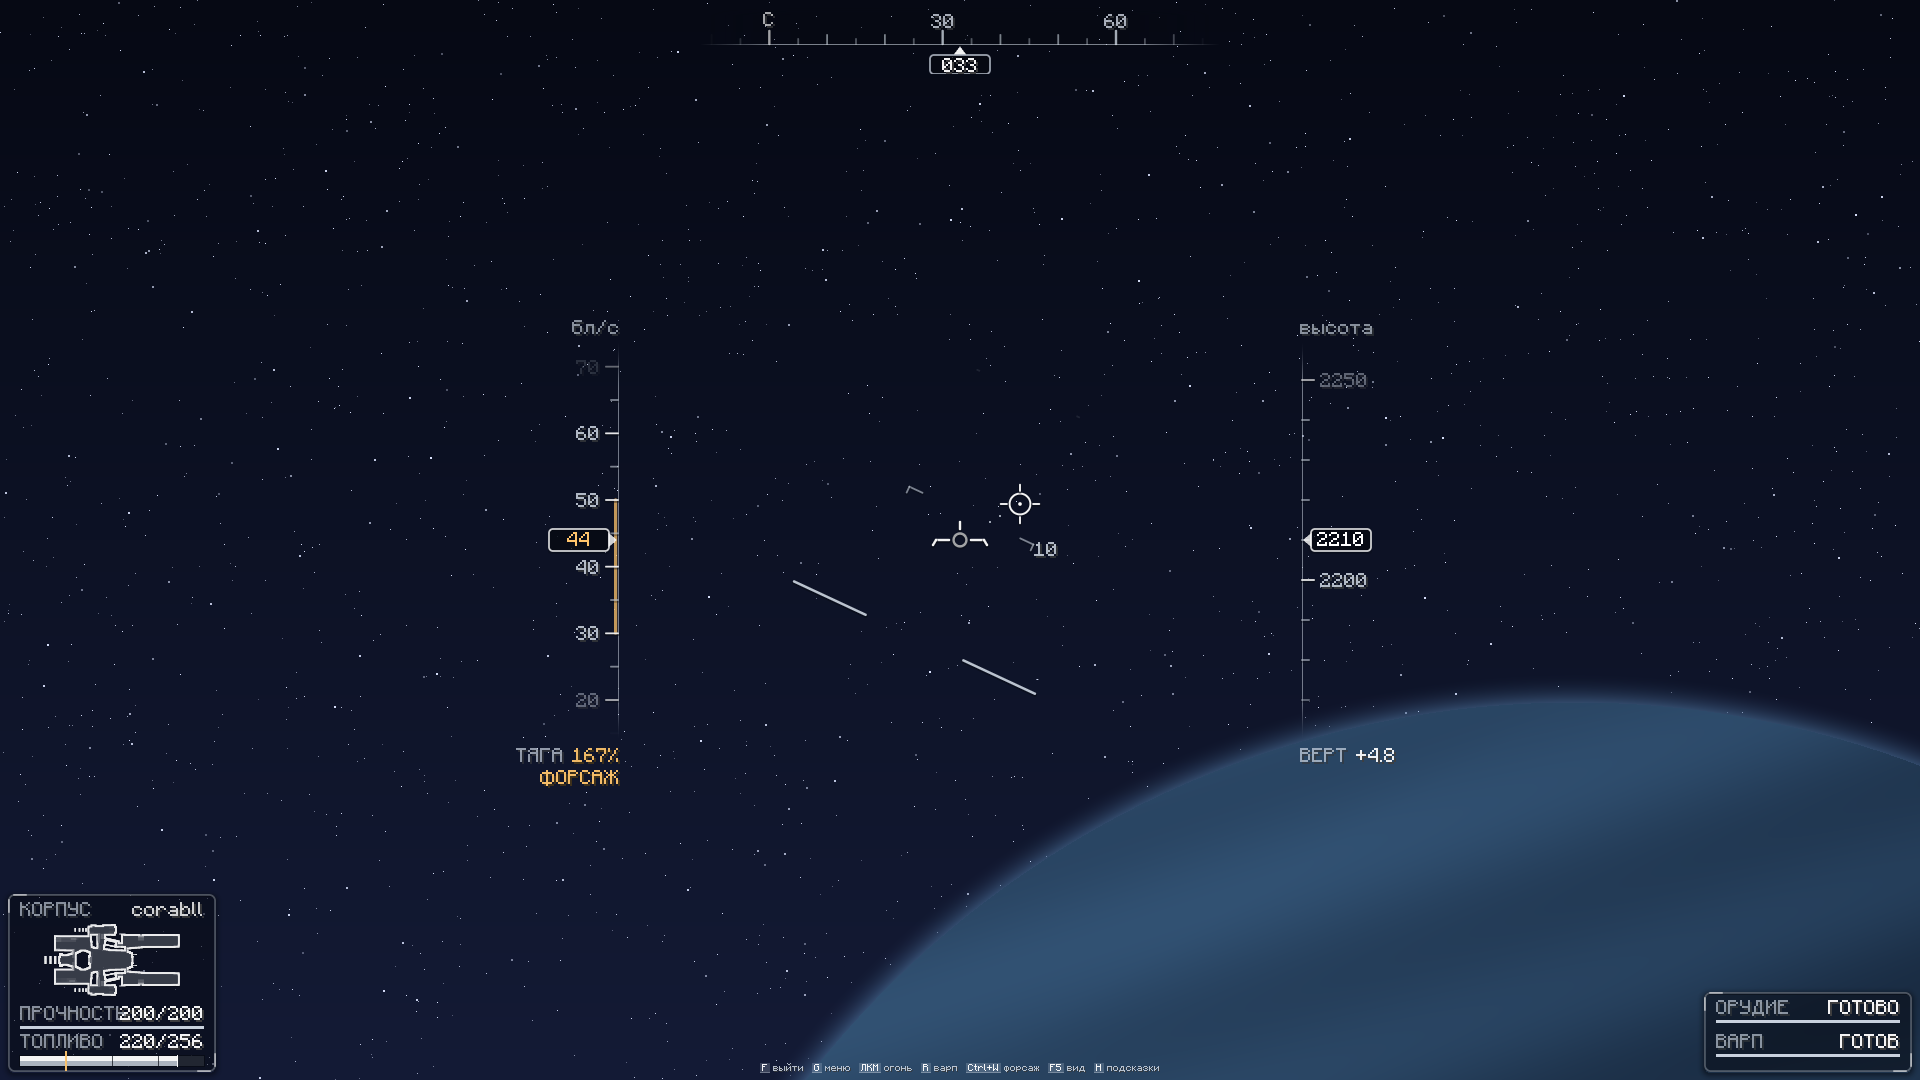 С 30 60
033
бл/с
70
60
50
44
40
30
20
ТЯГА 167%
ФОРСАЖ
10
высота
2250
2210
2200
ВЕРТ +4.8
КОРПУС corabll
ПРОЧНОСТЬ 200/200
ТОПЛИВО 220/256
F выйти G меню ЛКМ огонь R варп Ctrl+W форсаж F5 вид H подсказки
ОРУДИЕ ГОТОВО
ВАРП ГОТОВ